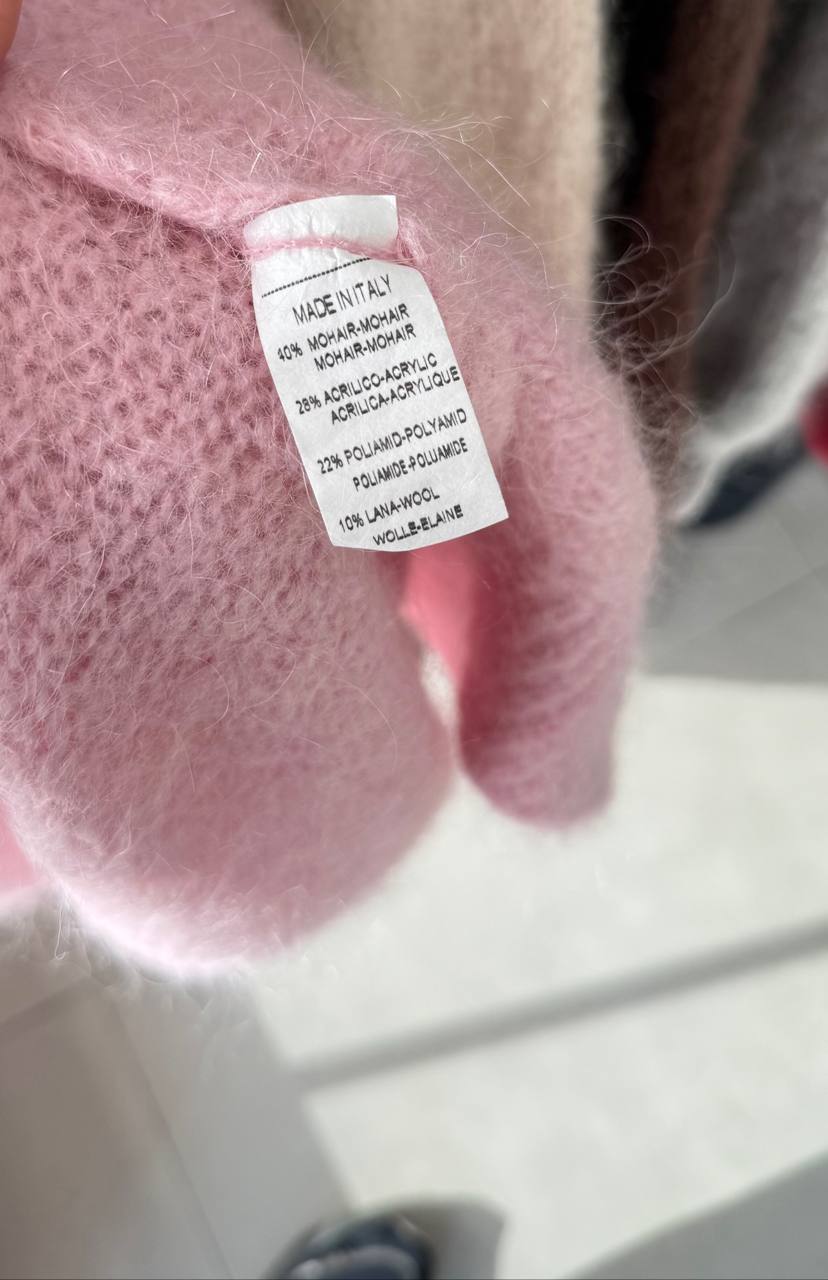 MADE IN ITALY
40% MOHAIR-MOHAIR
MOHAIR-MOHAIR
28% ACRILICO-ACRYLIC
ACRILICA-ACRYLIQUE
22% POLIAMID-POLYAMID
POLIAMIDE-POLUAMIDE
10% LANA-WOOL
WOLLE-ELAINE